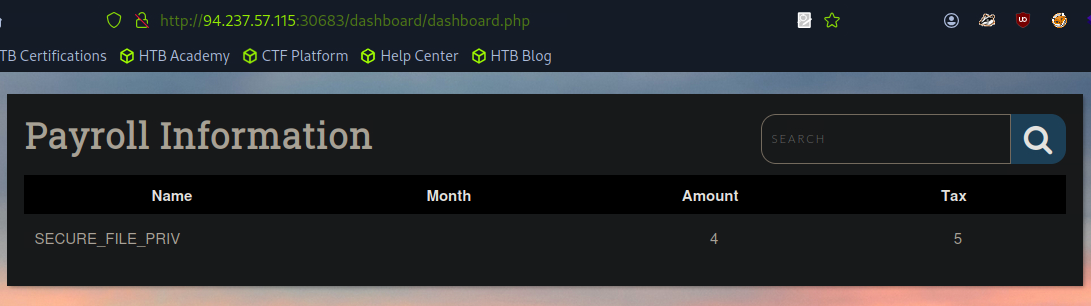 http://94.237.57.115:30683/dashboard/dashboard.php
TB Certifications HTB Academy CTF Platform Help Center HTB Blog
Payroll Information
SEARCH
Name Month Amount Tax
SECURE_FILE_PRIV 4 5